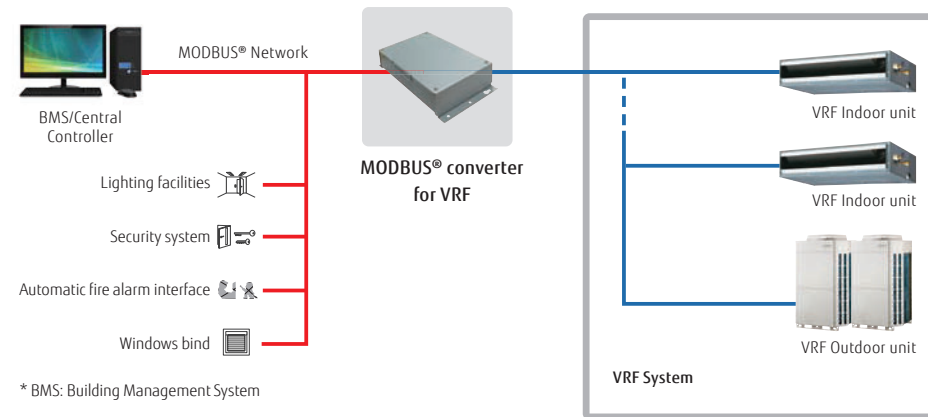 MODBUS® Network
BMS/Central
Controller
Lighting facilities
Security system
Automatic fire alarm interface
Windows bind
* BMS: Building Management System
MODBUS® converter
for VRF
VRF Indoor unit
VRF Indoor unit
VRF Outdoor unit
VRF System